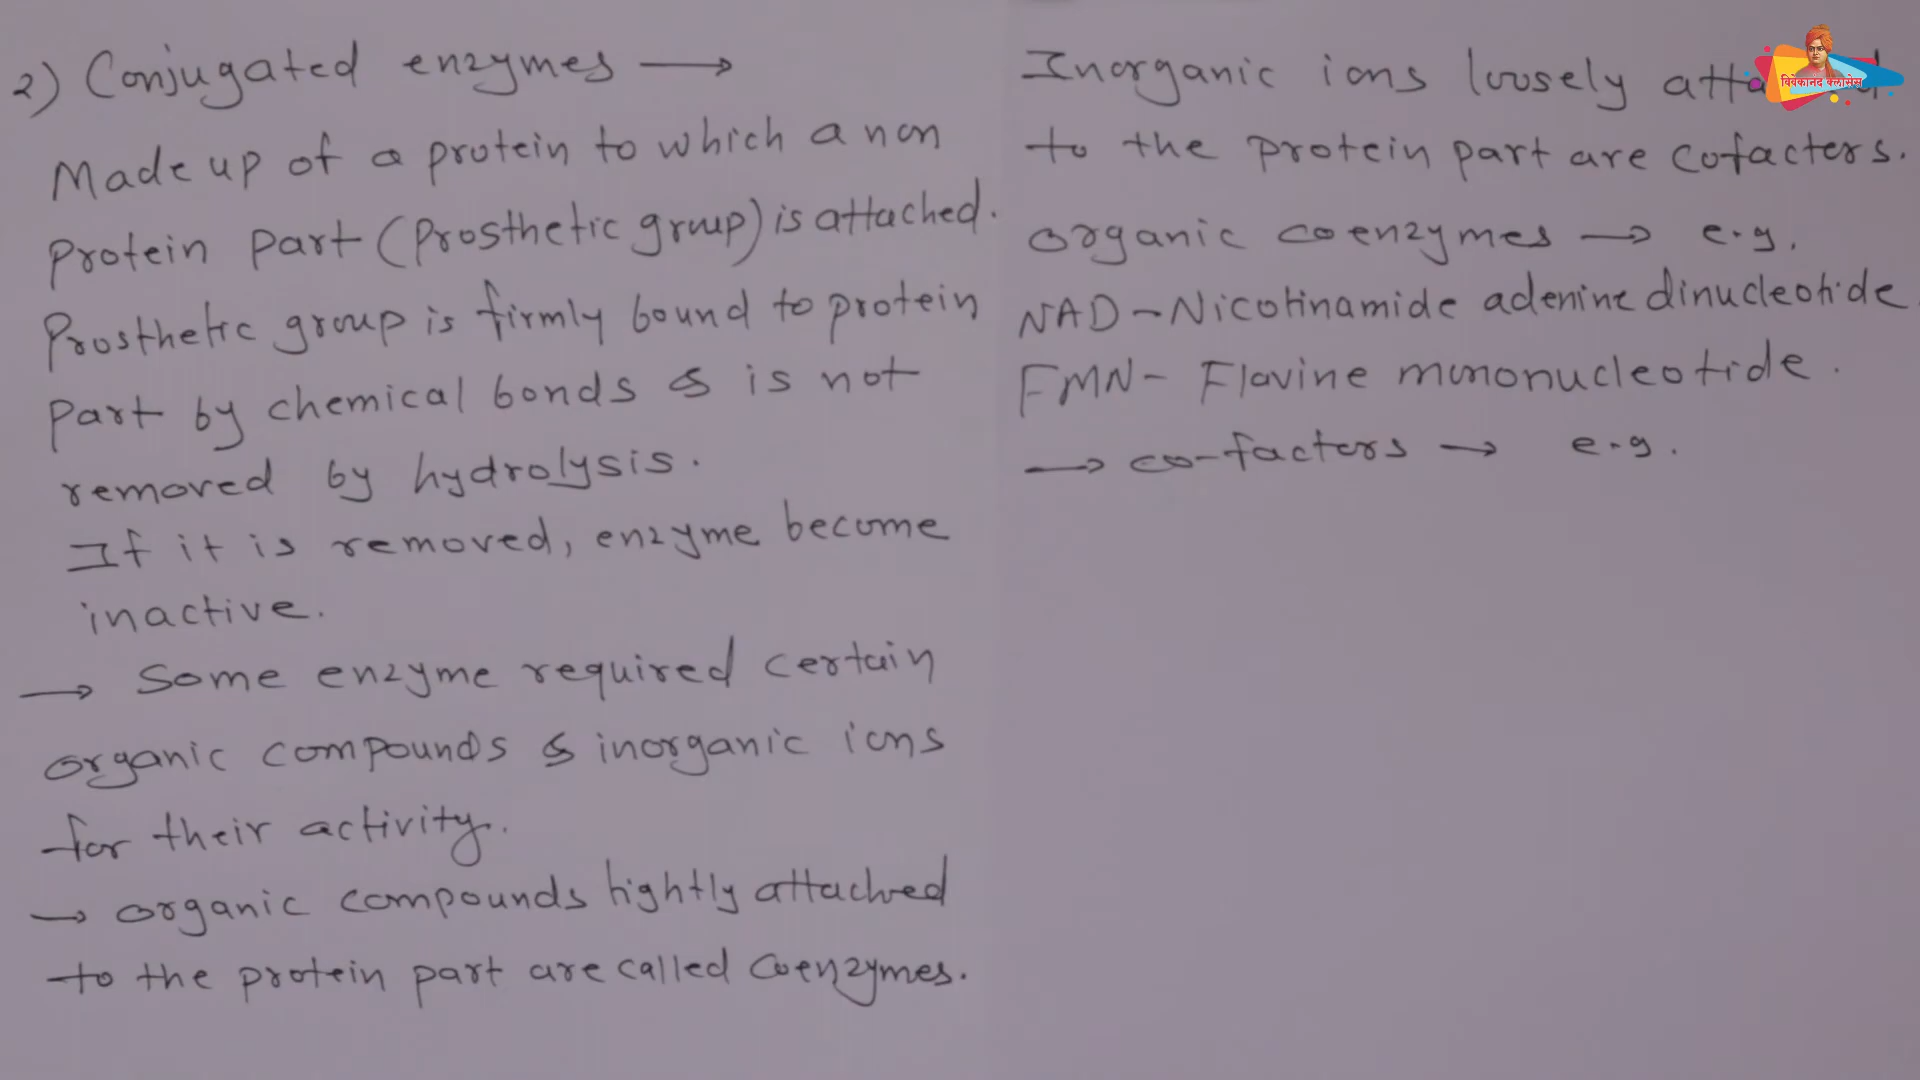 2) Conjugated enzymes →
Made up of a protein to which a non
protein part (Prosthetic group) is attached.
Prosthetic group is firmly bound to protein
part by chemical bonds & is not
removed by hydrolysis.
If it is removed, enzyme become
inactive.
→ Some enzyme required certain
organic compounds & inorganic ions
for their activity.
→ organic compounds tightly attached
to the protein part are called Coenzymes.
Inorganic ions loosely
to the protein part are cofactors.
organic coenzymes → e.g.
NAD - Nicotinamide adenine dinucleotide.
FMN - Flavine mononucleotide.
→ co-factors → e.g.
विवेकानंद क्लासेस